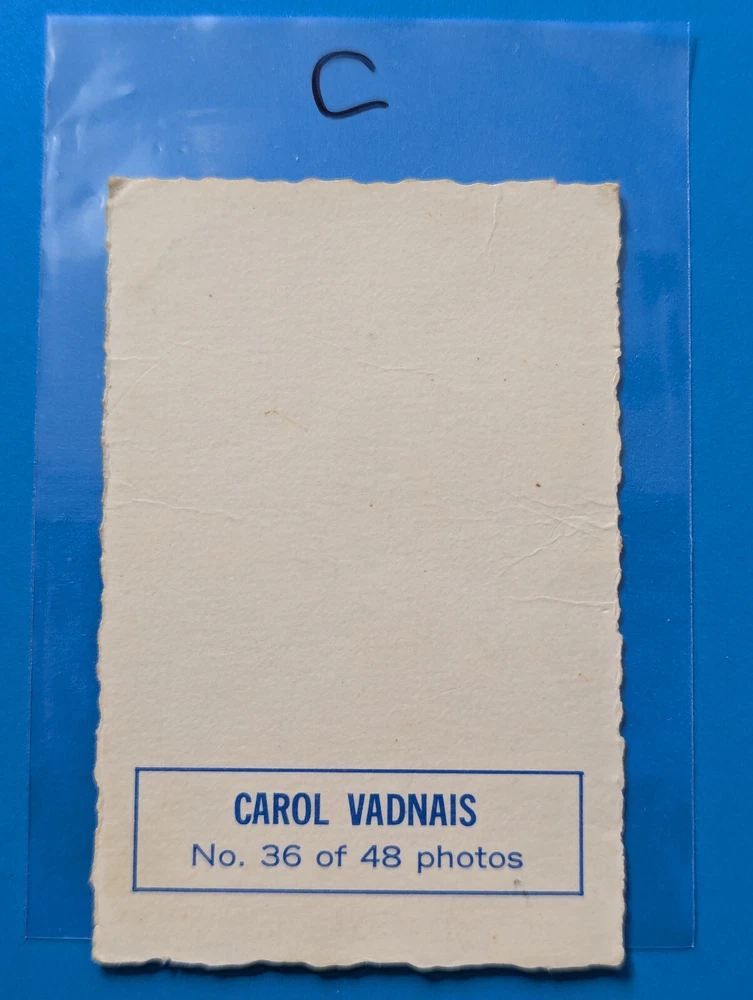 C
CAROL VADNAIS
No. 36 of 48 photos